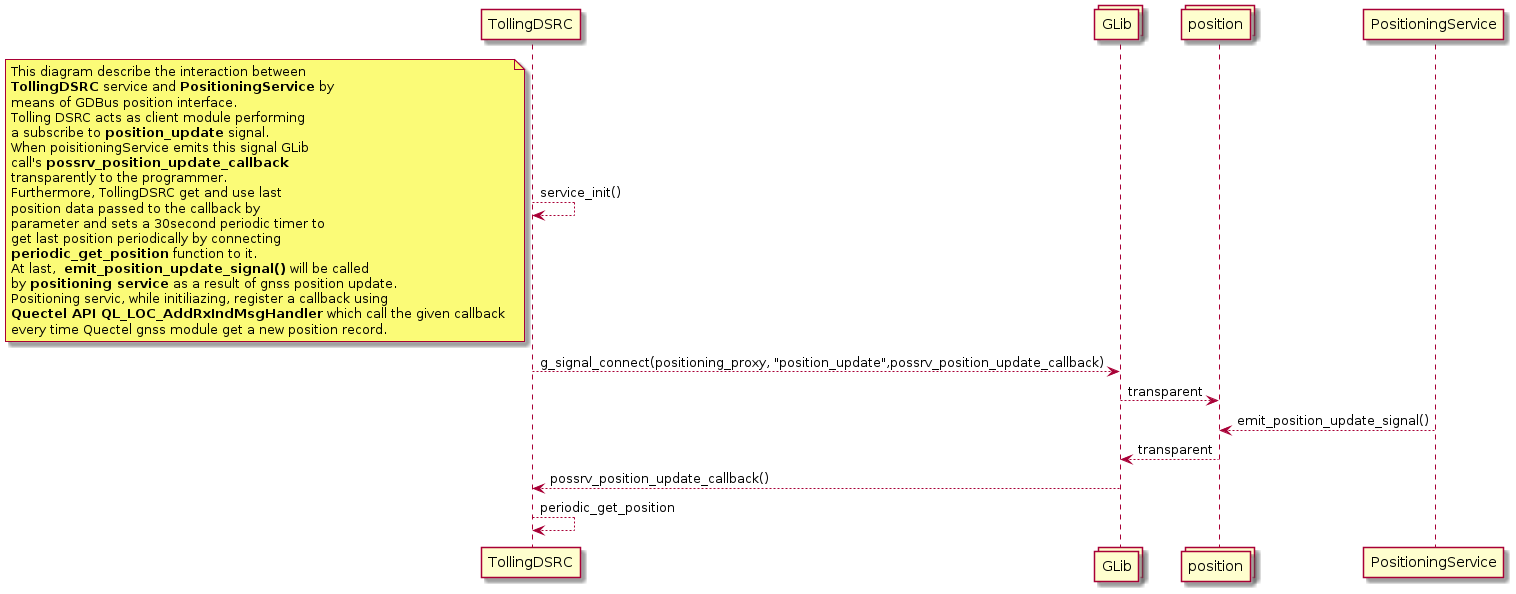 TollingDSRC
GLib
position
PositioningService
This diagram describe the interaction between
TollingDSRC service and PositioningService by
means of GDBus position interface.
Tolling DSRC acts as client module performing
a subscribe to position_update signal.
When poisitioningService emits this signal GLib
call's possrv_position_update_callback
transparently to the programmer.
Furthermore, TollingDSRC get and use last
position data passed to the callback by
parameter and sets a 30second periodic timer to
get last position periodically by connecting
periodic_get_position function to it.
At last,  emit_position_update_signal() will be called
by positioning service as a result of gnss position update.
Positioning servic, while initiliazing, register a callback using
Quectel API QL_LOC_AddRxIndMsgHandler which call the given callback
every time Quectel gnss module get a new position record.
service_init()
g_signal_connect(positioning_proxy, "position_update",possrv_position_update_callback)
transparent
emit_position_update_signal()
transparent
possrv_position_update_callback()
periodic_get_position
TollingDSRC
GLib
position
PositioningService